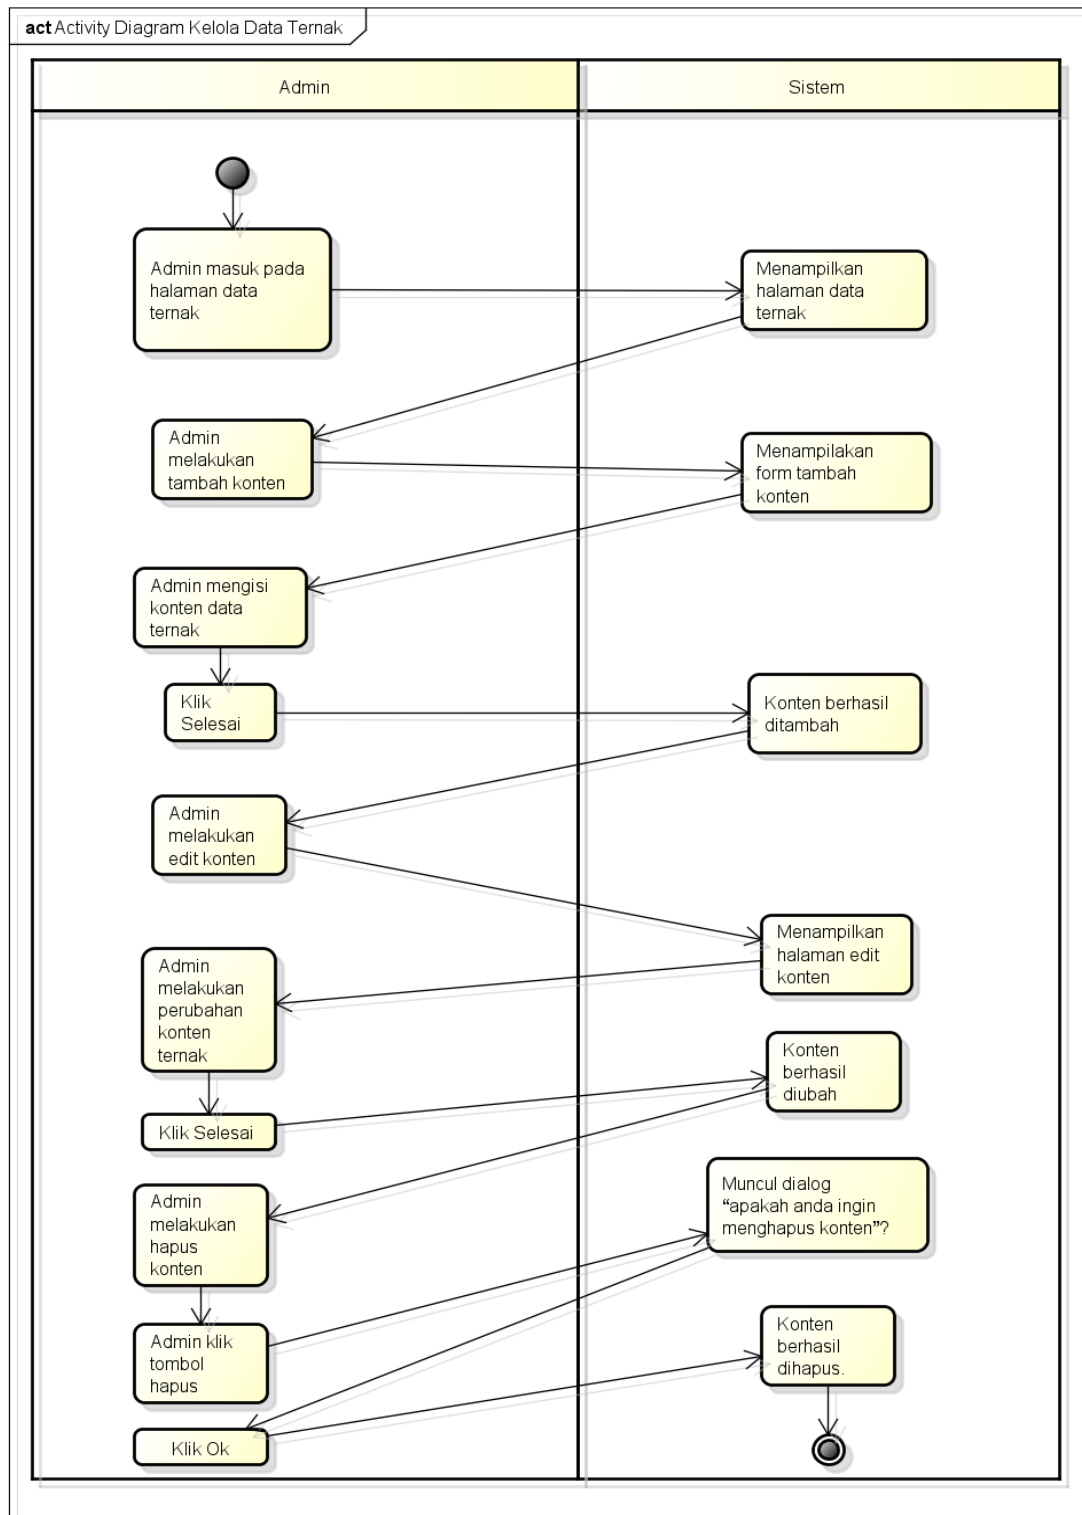 act Activity Diagram Kelola Data Ternak
Admin
Sistem
Admin masuk pada
halaman data
ternak
Menampilkan
halaman data
ternak
Admin
melakukan
tambah konten
Menampilakan
form tambah
konten
Admin mengisi
konten data
ternak
Klik
Selesai
Konten berhasil
ditambah
Admin
melakukan
edit konten
Menampilkan
halaman edit
konten
Admin
melakukan
perubahan
konten
ternak
Klik Selesai
Konten
berhasil
diubah
Admin
melakukan
hapus
konten
Admin klik
tombol
hapus
Muncul dialog
“apakah anda ingin
menghapus konten”?
Klik Ok
Konten
berhasil
dihapus.